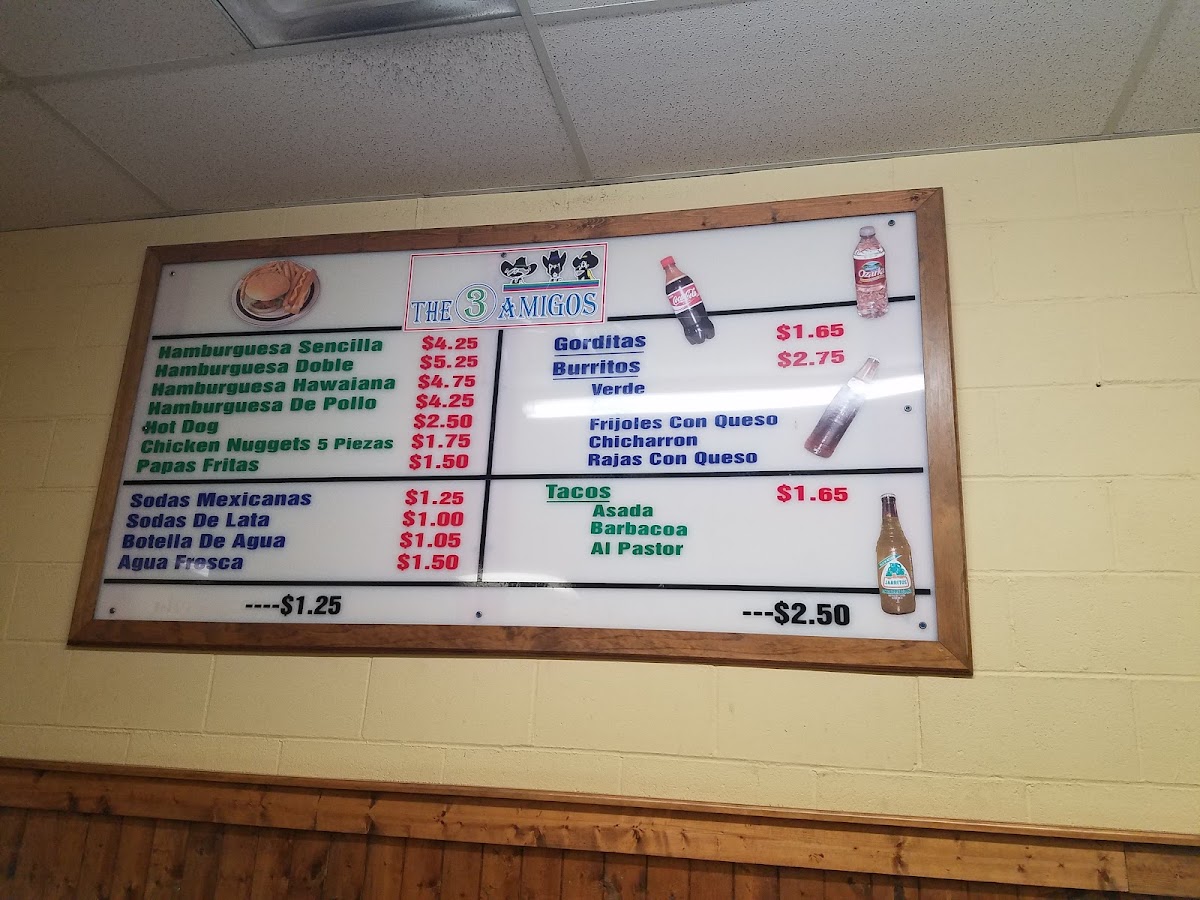 THE 3 AMIGOS
Coca-Cola
Ozarka
Hamburguesa Sencilla $4.25
Hamburguesa Doble $5.25
Hamburguesa Hawaiana $4.75
Hamburguesa De Pollo $4.25
Hot Dog $2.50
Chicken Nuggets 5 Piezas $1.75
Papas Fritas $1.50
Gorditas $1.65
Burritos $2.75
Verde
Frijoles Con Queso
Chicharron
Rajas Con Queso
Sodas Mexicanas $1.25
Sodas De Lata $1.00
Botella De Agua $1.05
Agua Fresca $1.50
Tacos $1.65
Asada
Barbacoa
Al Pastor
JARRITOS
----$1.25
---$2.50